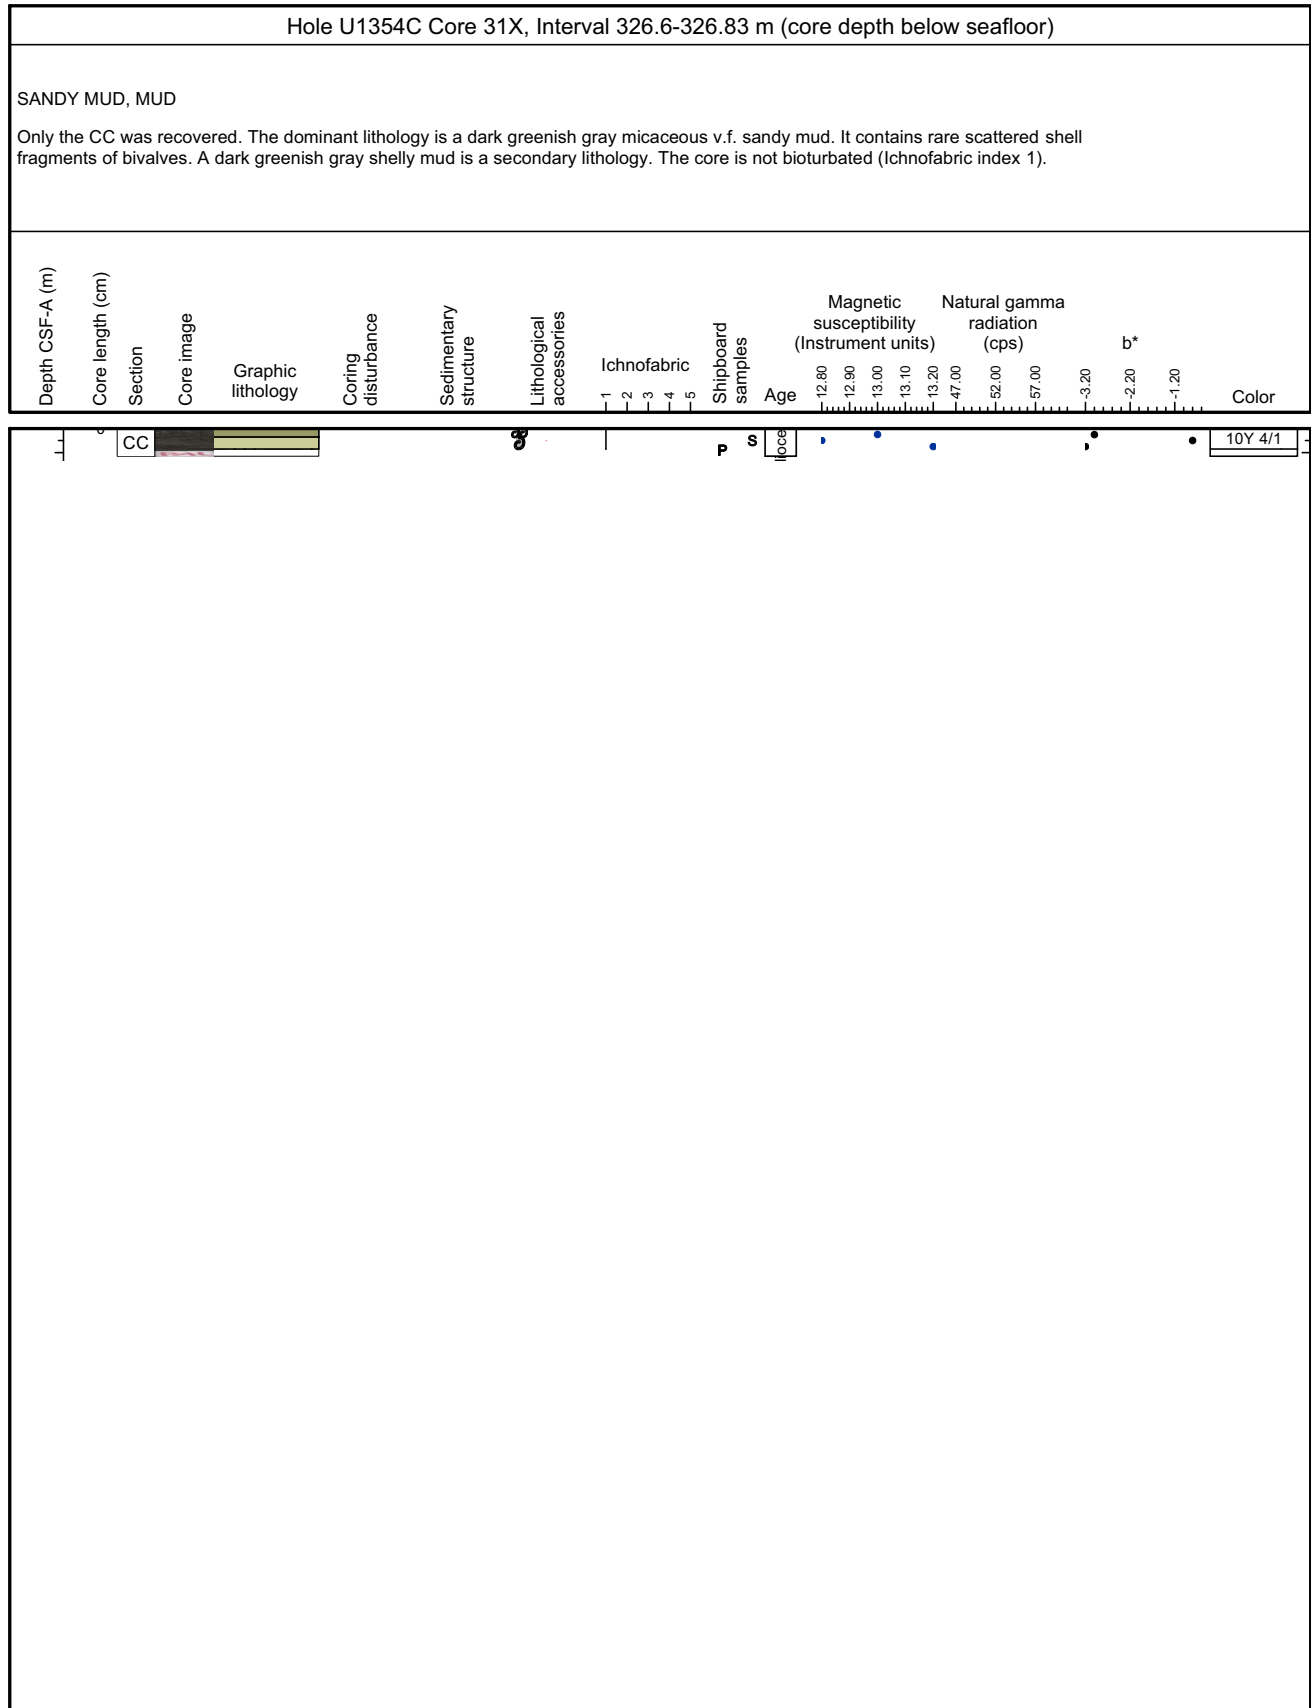 Hole U1354C Core 31X, Interval 326.6-326.83 m (core depth below seafloor)
SANDY MUD, MUD
Only the CC was recovered. The dominant lithology is a dark greenish gray micaceous v.f. sandy mud. It contains rare scattered shell
fragments of bivalves. A dark greenish gray shelly mud is a secondary lithology. The core is not bioturbated (Ichnofabric index 1).
Depth CSF-A (m)
Core length (cm)
Section
Core image
Graphic
lithology
Coring
disturbance
Sedimentary
structure
Lithological
accessories
Ichnofabric
1
2
3
4
5
Shipboard
samples
Age
Magnetic
susceptibility
(Instrument units)
12.80
12.90
13.00
13.10
13.20
Natural gamma
radiation
(cps)
47.00
52.00
57.00
b*
-3.20
-2.20
-1.20
Color
CC
S
P
lioce
10Y 4/1